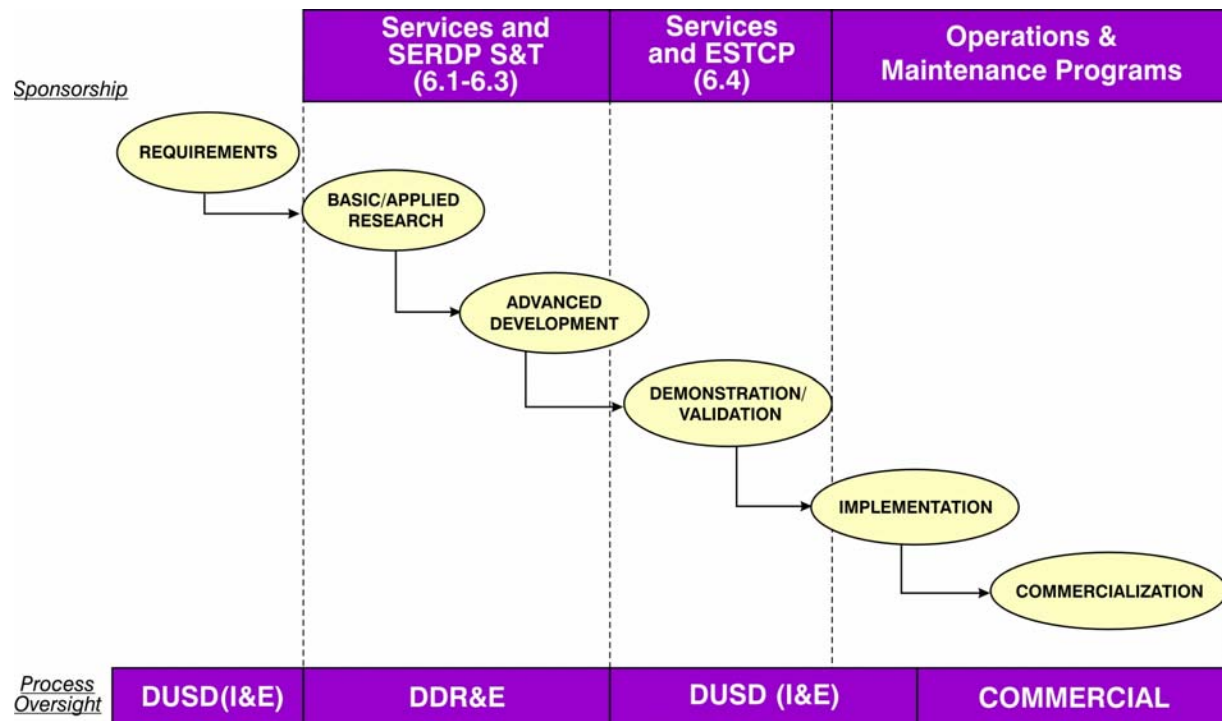 Services and
SERDP S&T
(6.1-6.3)
Services
and ESTCP
(6.4)
Operations &
Maintenance Programs
Sponsorship
REQUIREMENTS
BASIC/APPLIED
RESEARCH
ADVANCED
DEVELOPMENT
DEMONSTRATION/
VALIDATION
IMPLEMENTATION
COMMERCIALIZATION
Process
Oversight
DUSD(I&E)
DDR&E
DUSD (I&E)
COMMERCIAL